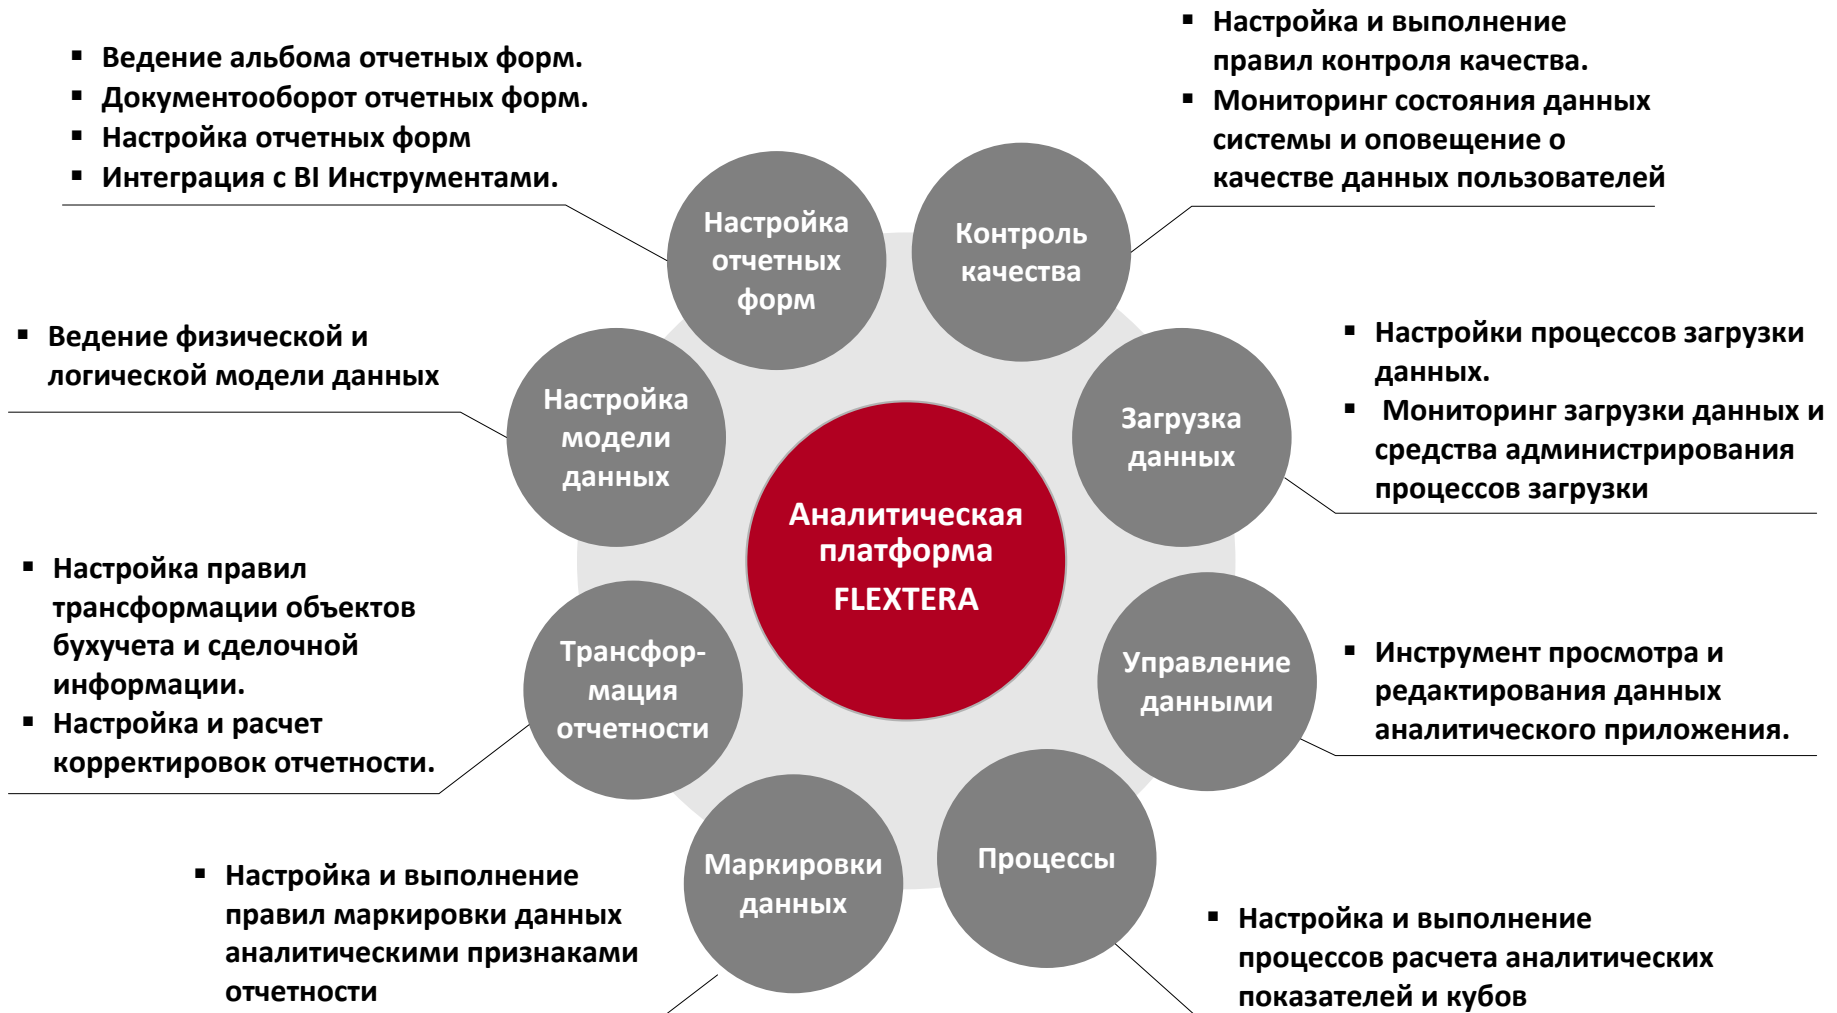 ▪ Ведение альбома отчетных форм.
▪ Документооборот отчетных форм.
▪ Настройка отчетных форм
▪ Интеграция с BI Инструментами.
▪ Настройка и выполнение
правил контроля качества.
▪ Мониторинг состояния данных
системы и оповещение о
качестве данных пользователей
Настройка
отчетных
форм
Контроль
качества
▪ Ведение физической и
логической модели данных
Настройка
модели
данных
Загрузка
данных
▪ Настройки процессов загрузки
данных.
▪ Мониторинг загрузки данных и
средства администрирования
процессов загрузки
Аналитическая
платформа
FLEXTERA
▪ Настройка правил
трансформации объектов
бухучета и сделочной
информации.
▪ Настройка и расчет
корректировок отчетности.
Трансфор-
мация
отчетности
Управление
данными
▪ Инструмент просмотра и
редактирования данных
аналитического приложения.
▪ Настройка и выполнение
правил маркировки данных
аналитическими признаками
отчетности
Маркировки
данных
Процессы
▪ Настройка и выполнение
процессов расчета аналитических
показателей и кубов